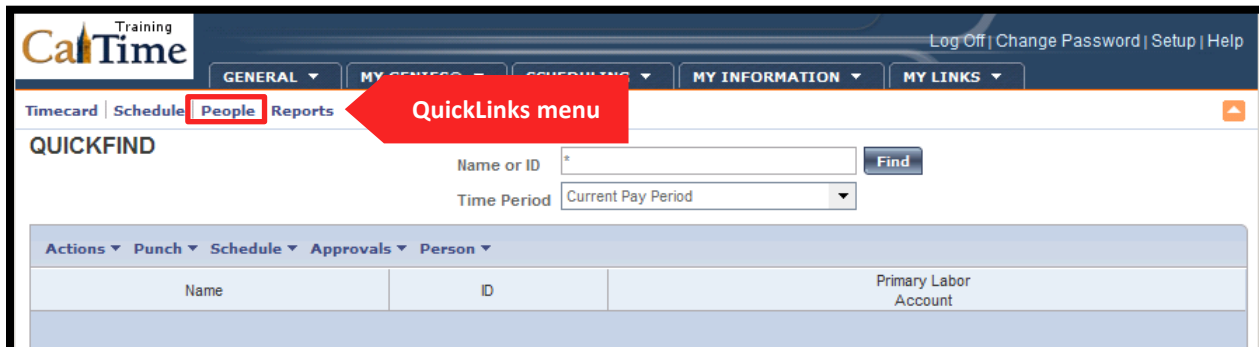 Training
CalTime
Log Off | Change Password | Setup | Help
GENERAL MY GENIES® SCHEDULING MY INFORMATION MY LINKS
Timecard | Schedule | People | Reports
QuickLinks menu
QUICKFIND
Name or ID * Find
Time Period Current Pay Period
Actions Punch Schedule Approvals Person
Name ID Primary Labor
Account